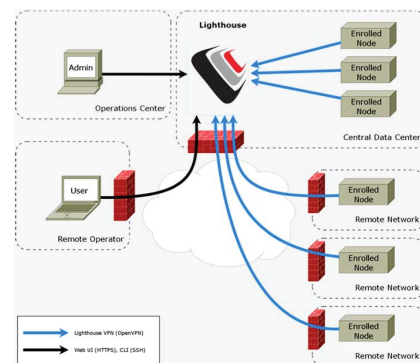 Lighthouse
Admin
Operations Center
Enrolled
Node
Enrolled
Node
Enrolled
Node
Central Data Center
User
Remote Operator
Enrolled
Node
Remote Network
Enrolled
Node
Remote Network
Enrolled
Node
Remote Network
Lighthouse VPN (OpenVPN)
Web UI (HTTPS), CLI (SSH)